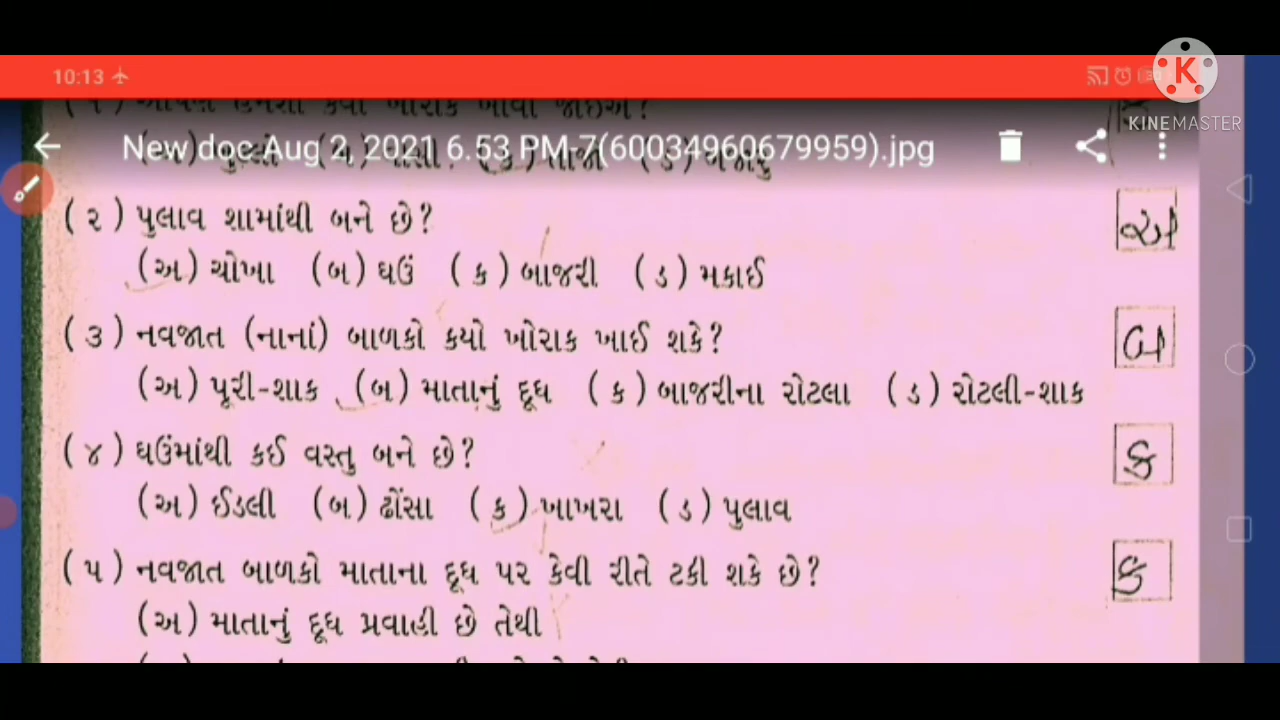 10:13
KINEMASTER
New doc Aug 2, 2021 6.53 PM-7(60034960679959).jpg
(૨) પુલાવ શામાંથી બને છે? અ
(અ) ચોખા (બ) ઘઉં (ક) બાજરી (ડ) મકાઈ
(૩) નવજાત (નાનાં) બાળકો કયો ખોરાક ખાઈ શકે? બ
(અ) પૂરી-શાક (બ) માતાનું દૂધ (ક) બાજરીના રોટલા (ડ) રોટલી-શાક
(૪) ઘઉંમાંથી કઈ વસ્તુ બને છે? ક
(અ) ઈડલી (બ) ઢોંસા (ક) ખાખરા (ડ) પુલાવ
(૫) નવજાત બાળકો માતાના દૂધ પર કેવી રીતે ટકી શકે છે? ક
(અ) માતાનું દૂધ પ્રવાહી છે તેથી